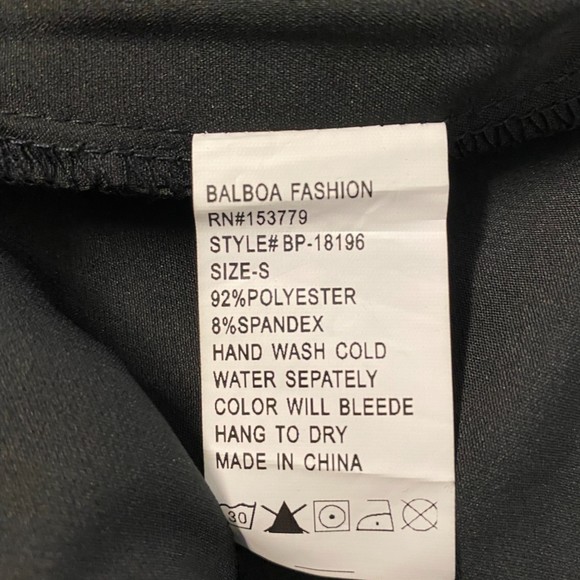 BALBOA FASHION
RN#153779
STYLE# BP-18196
SIZE-S
92%POLYESTER
8%SPANDEX
HAND WASH COLD
WATER SEPATELY
COLOR WILL BLEEDE
HANG TO DRY
MADE IN CHINA
30